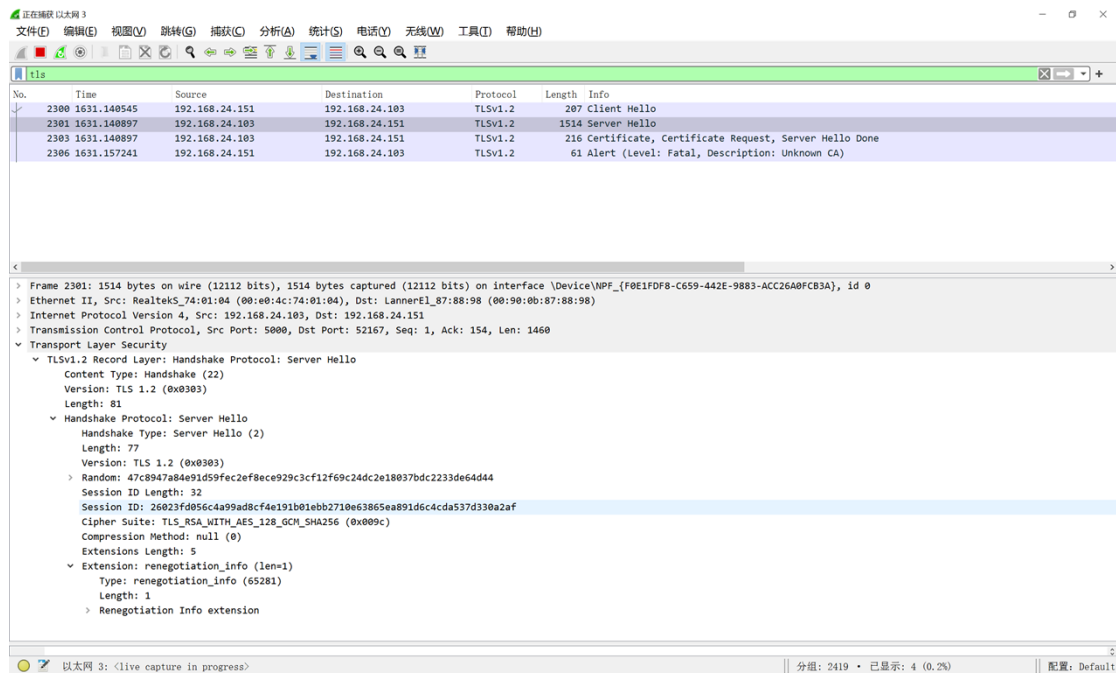 正在捕获 以太网 3
文件(F) 编辑(E) 视图(V) 跳转(G) 捕获(C) 分析(A) 统计(S) 电话(Y) 无线(W) 工具(T) 帮助(H)
tls
No. Time Source Destination Protocol Length Info
2300 1631.140545 192.168.24.151 192.168.24.103 TLSv1.2 207 Client Hello
2301 1631.140897 192.168.24.103 192.168.24.151 TLSv1.2 1514 Server Hello
2303 1631.140897 192.168.24.103 192.168.24.151 TLSv1.2 216 Certificate, Certificate Request, Server Hello Done
2306 1631.157241 192.168.24.151 192.168.24.103 TLSv1.2 61 Alert (Level: Fatal, Description: Unknown CA)
Frame 2301: 1514 bytes on wire (12112 bits), 1514 bytes captured (12112 bits) on interface \Device\NPF_{F0E1FDF8-C659-442E-9883-ACC26A0FCB3A}, id 0
Ethernet II, Src: RealtekS_74:01:04 (00:e0:4c:74:01:04), Dst: LannerEl_87:88:98 (00:90:0b:87:88:98)
Internet Protocol Version 4, Src: 192.168.24.103, Dst: 192.168.24.151
Transmission Control Protocol, Src Port: 5000, Dst Port: 52167, Seq: 1, Ack: 154, Len: 1460
Transport Layer Security
TLSv1.2 Record Layer: Handshake Protocol: Server Hello
Content Type: Handshake (22)
Version: TLS 1.2 (0x0303)
Length: 81
Handshake Protocol: Server Hello
Handshake Type: Server Hello (2)
Length: 77
Version: TLS 1.2 (0x0303)
Random: 47c8947a84e91d59fec2ef8ece929c3cf12f69c24dc2e18037bdc2233de64d44
Session ID Length: 32
Session ID: 26023fd056c4a99ad8cf4e191b01ebb2710e63865ea891d6c4cda537d330a2af
Cipher Suite: TLS_RSA_WITH_AES_128_GCM_SHA256 (0x009c)
Compression Method: null (0)
Extensions Length: 5
Extension: renegotiation_info (len=1)
Type: renegotiation_info (65281)
Length: 1
Renegotiation Info extension
以太网 3: <live capture in progress> 分组: 2419 • 已显示: 4 (0.2%) 配置: Default